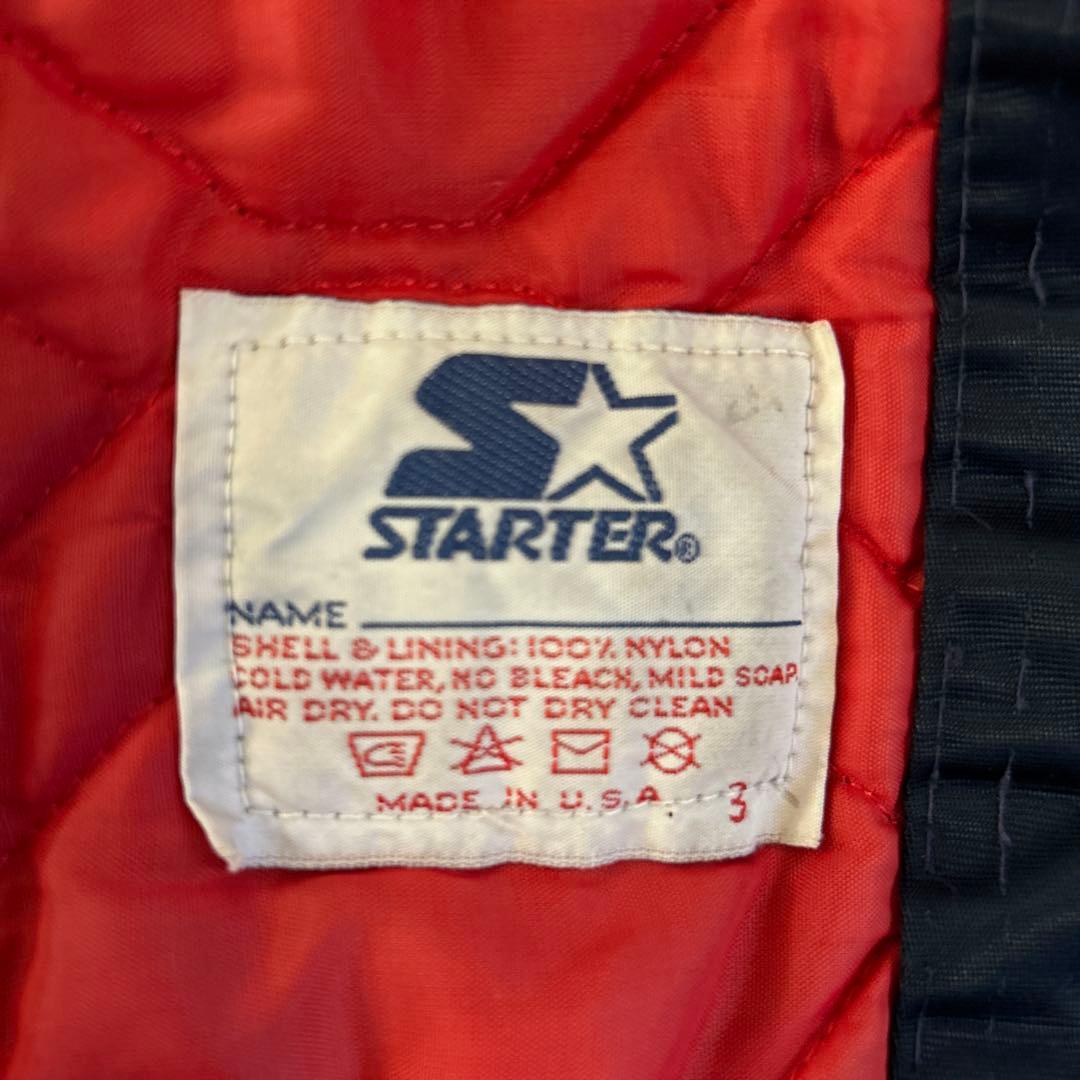 STARTER®
NAME
SHELL & LINING: 100% NYLON
COLD WATER, NO BLEACH, MILD SOAP.
AIR DRY. DO NOT DRY CLEAN
MADE IN U.S.A. 3